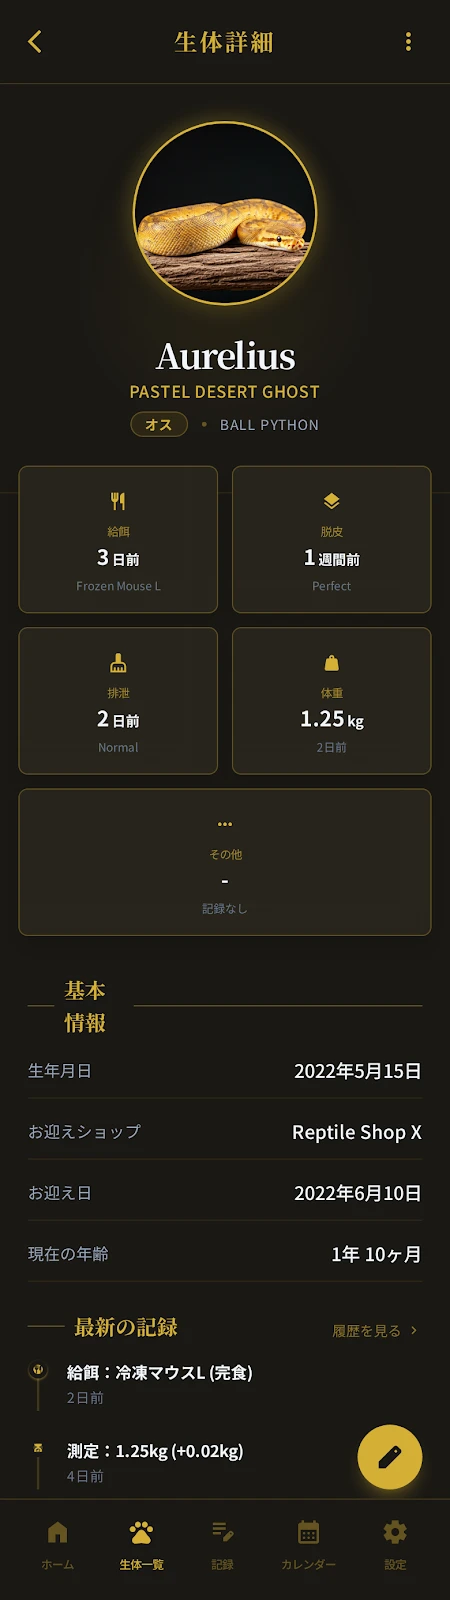 生体詳細
Aurelius
PASTEL DESERT GHOST
オス • BALL PYTHON
給餌
3 日前
Frozen Mouse L
脱皮
1 週間前
Perfect
排泄
2 日前
Normal
体重
1.25 kg
2日前
その他
-
記録なし
基本
情報
生年月日 2022年5月15日
お迎えショップ Reptile Shop X
お迎え日 2022年6月10日
現在の年齢 1年 10ヶ月
最新の記録 履歴を見る
給餌：冷凍マウスL (完食)
2日前
測定：1.25kg (+0.02kg)
4日前
ホーム 生体一覧 記録 カレンダー 設定